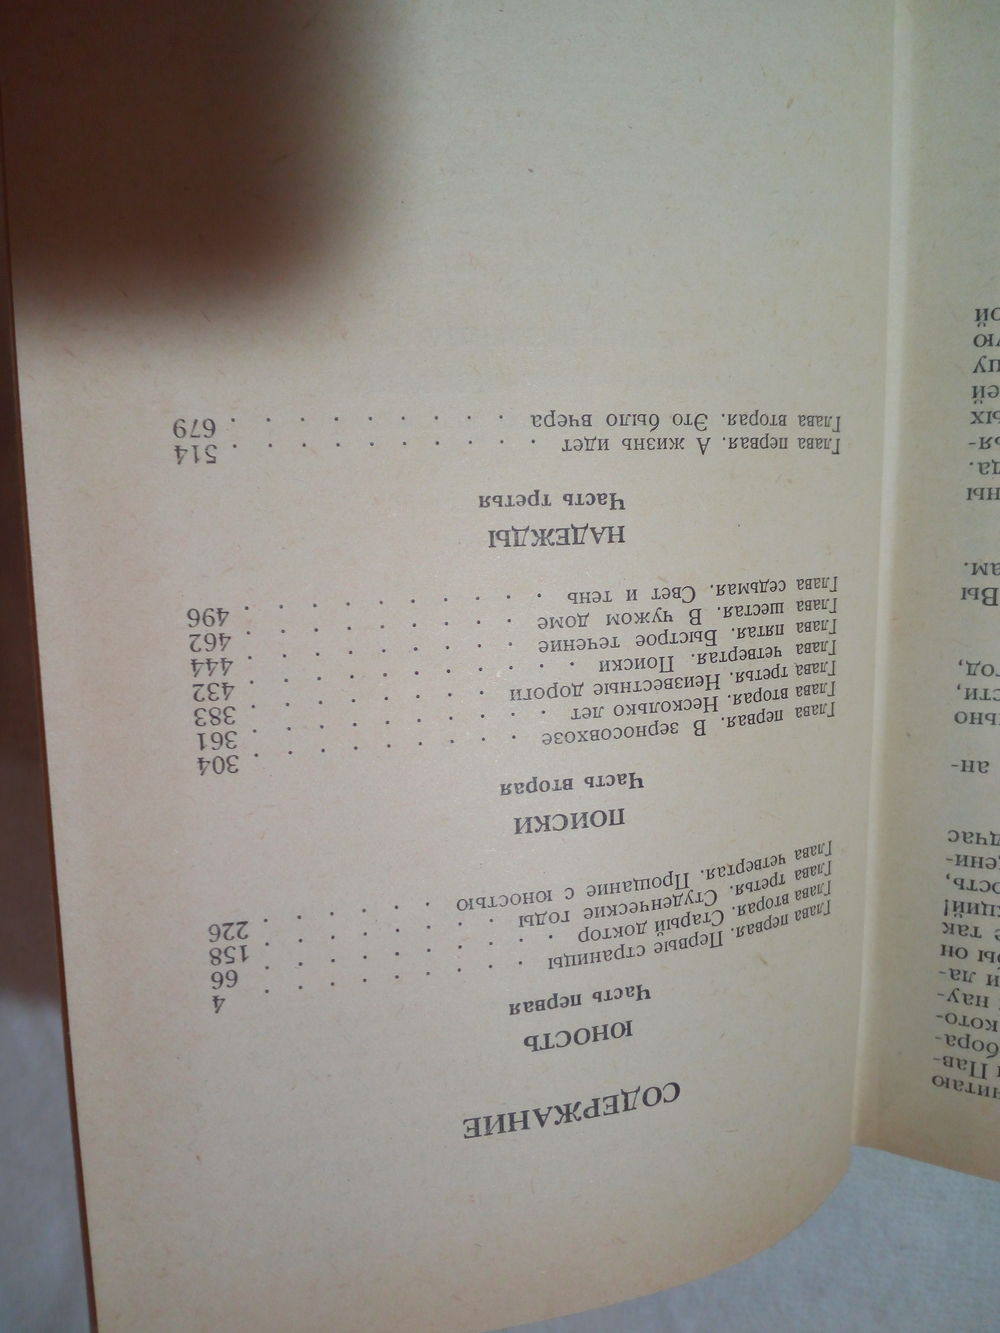 СОДЕРЖАНИЕ
ЮНОСТЬ
Часть первая
Глава первая. Первые страницы . . . . . . . . 4
Глава вторая. Старый доктор . . . . . . . . 66
Глава третья. Студенческие годы . . . . . . . 158
Глава четвертая. Прощание с юностью . . . . . . 226
ПОИСКИ
Часть вторая
Глава первая. В зерносовхозе . . . . . . . . 304
Глава вторая. Несколько лет . . . . . . . . 361
Глава третья. Неизвестные дороги . . . . . . . 383
Глава четвертая. Поиски . . . . . . . . . 432
Глава пятая. Быстрое течение . . . . . . . . 444
Глава шестая. В чужом доме . . . . . . . . 462
Глава седьмая. Свет и тень . . . . . . . . . 496
НАДЕЖДЫ
Часть третья
Глава первая. А жизнь идет . . . . . . . . . 514
Глава вторая. Это было вчера . . . . . . . . . 679